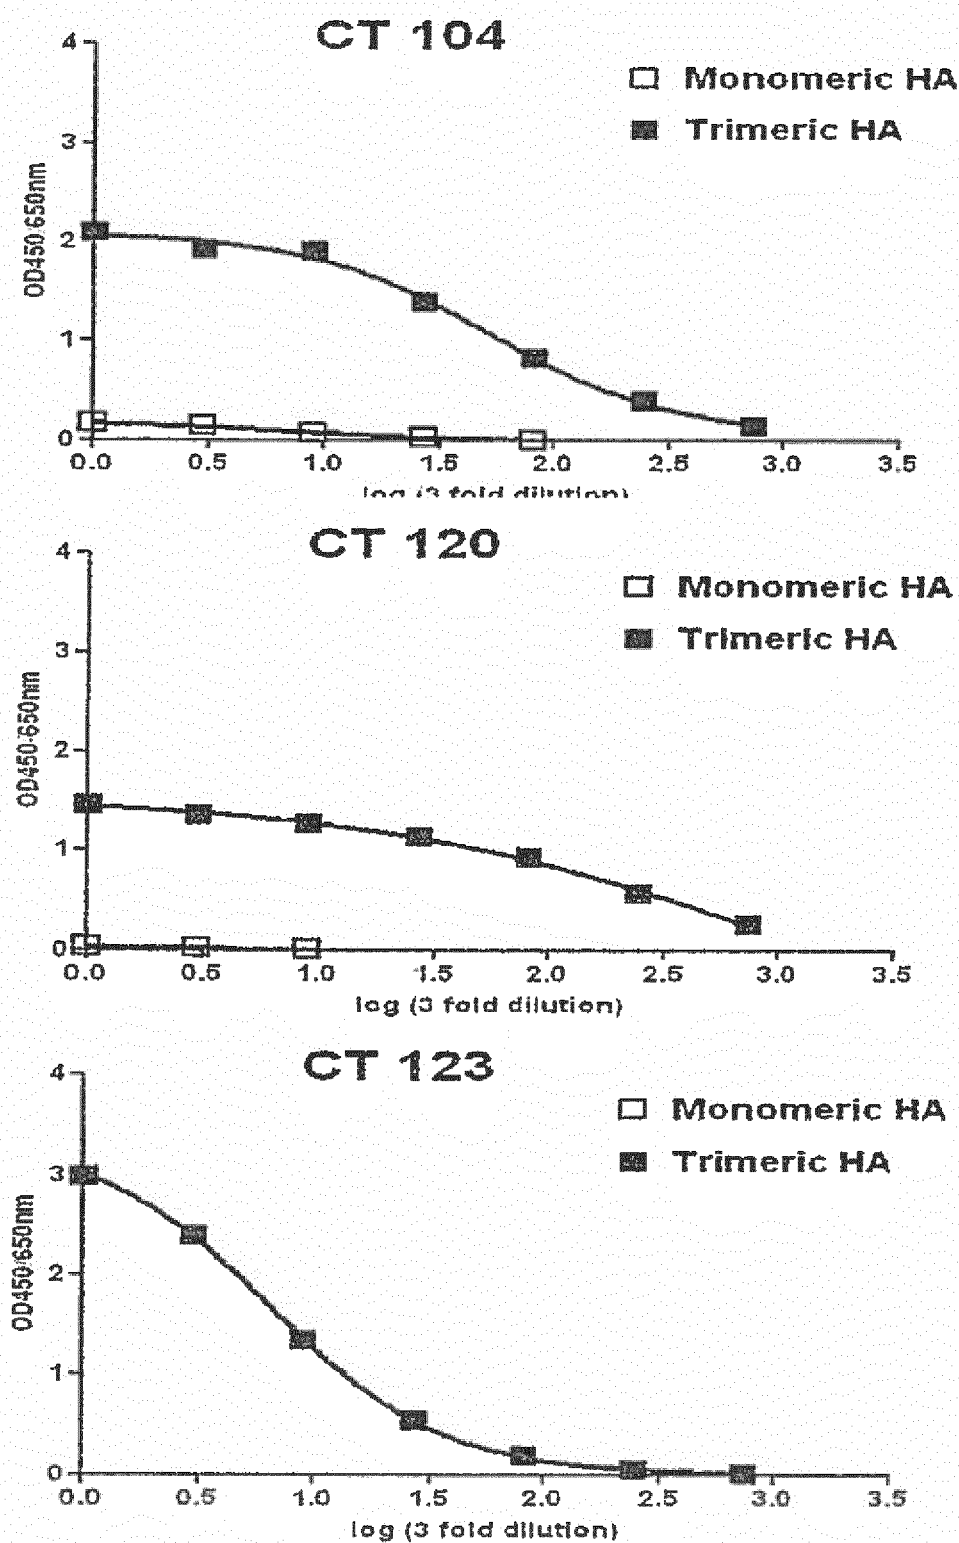 CT 104
Monomeric HA
Trimeric HA
OD450/650nm
4
3
2
1
0
0.0 0.5 1.0 1.5 2.0 2.5 3.0 3.5
log (3 fold dilution)
CT 120
Monomeric HA
Trimeric HA
OD450-650nm
4
3
2
1
0
0.0 0.5 1.0 1.5 2.0 2.5 3.0 3.5
log (3 fold dilution)
CT 123
Monomeric HA
Trimeric HA
OD450/650nm
4
3
2
1
0
0.0 0.5 1.0 1.5 2.0 2.5 3.0 3.5
log (3 fold dilution)